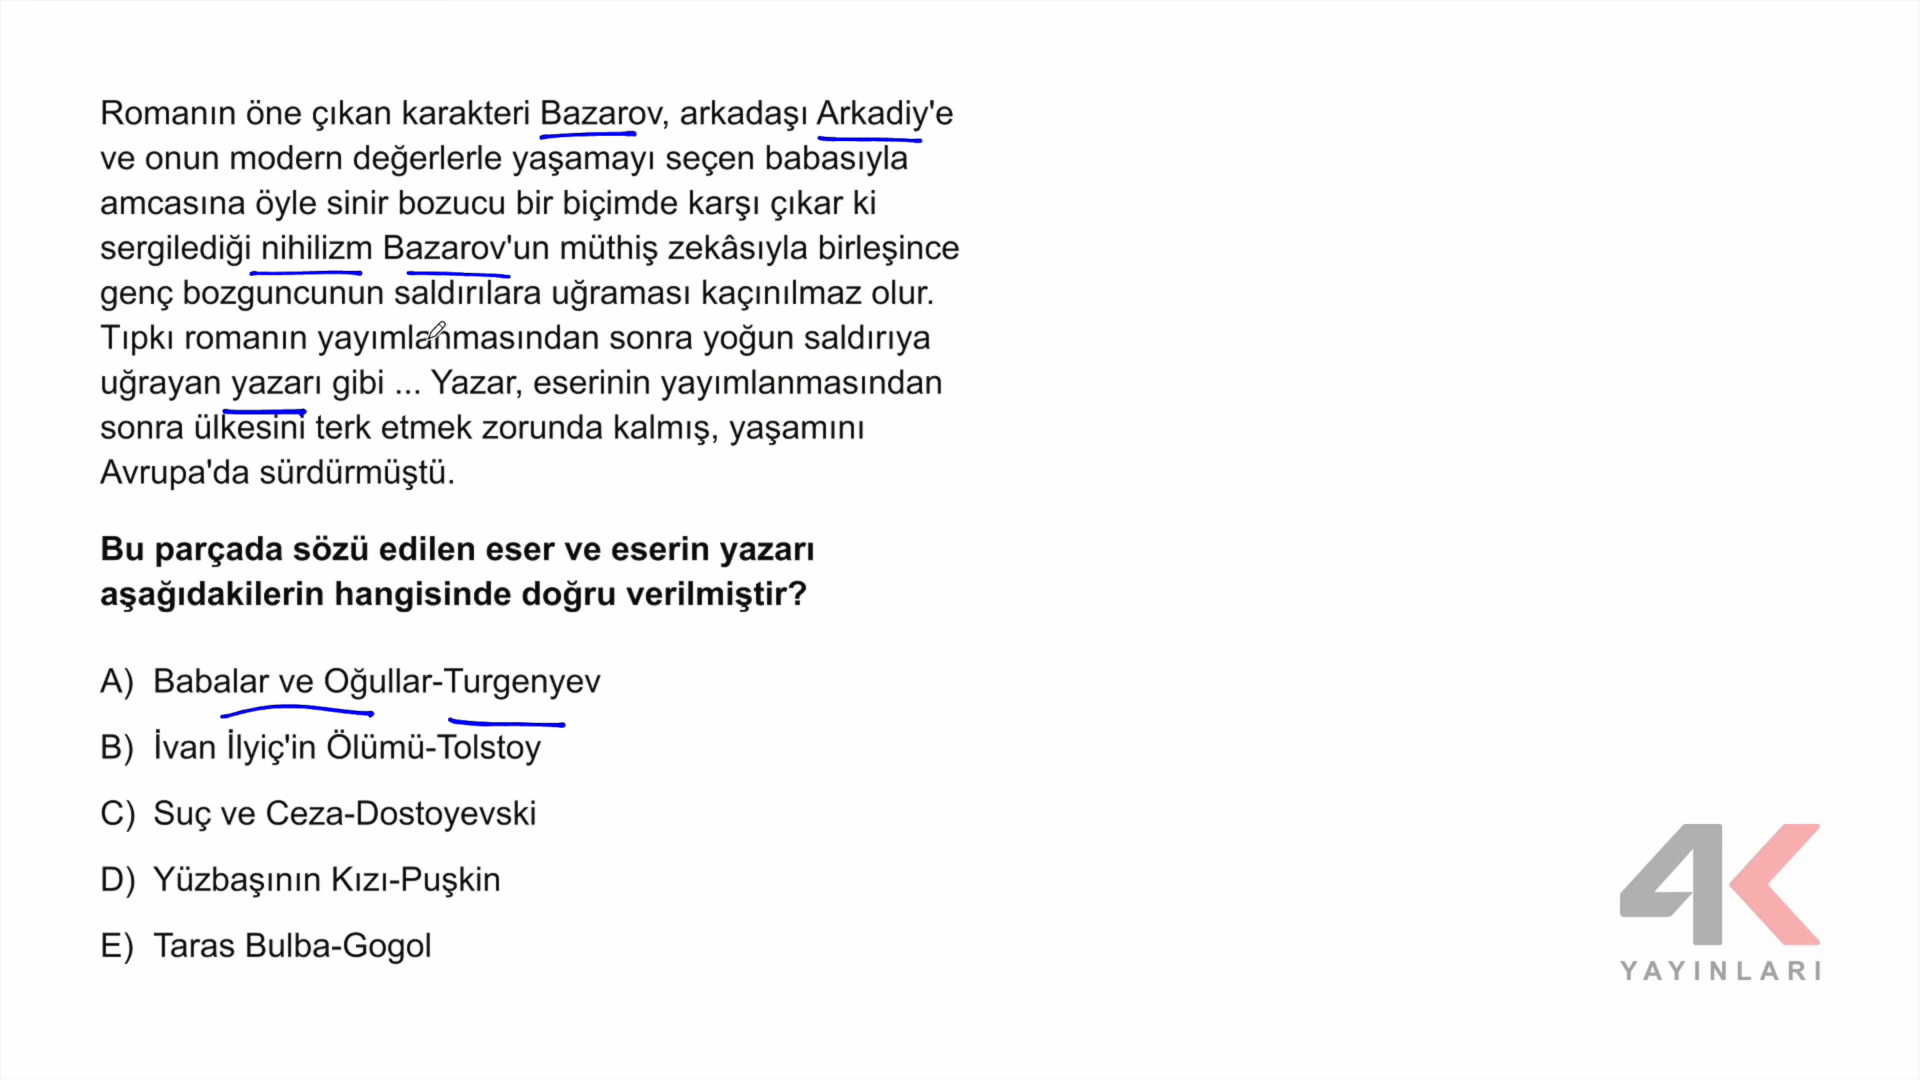 Romanın öne çıkan karakteri Bazarov, arkadaşı Arkadiy'e
ve onun modern değerlerle yaşamayı seçen babasıyla
amcasına öyle sinir bozucu bir biçimde karşı çıkar ki
sergilediği nihilizm Bazarov'un müthiş zekâsıyla birleşince
genç bozguncunun saldırılara uğraması kaçınılmaz olur.
Tıpkı romanın yayımlanmasından sonra yoğun saldırıya
uğrayan yazarı gibi ... Yazar, eserinin yayımlanmasından
sonra ülkesini terk etmek zorunda kalmış, yaşamını
Avrupa'da sürdürmüştü.
Bu parçada sözü edilen eser ve eserin yazarı
aşağıdakilerin hangisinde doğru verilmiştir?
A) Babalar ve Oğullar-Turgenyev
B) İvan İlyiç'in Ölümü-Tolstoy
C) Suç ve Ceza-Dostoyevski
D) Yüzbaşının Kızı-Puşkin
E) Taras Bulba-Gogol
4K
YAYINLARI